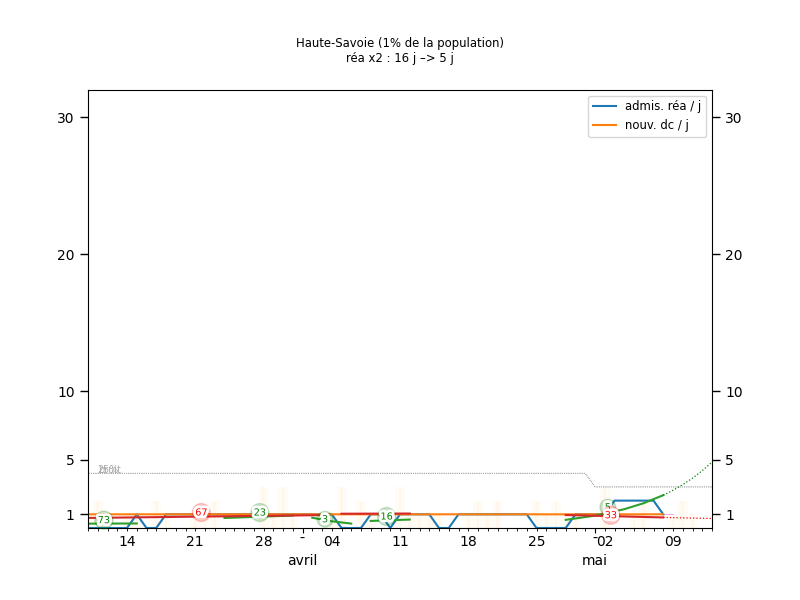 Haute-Savoie (1% de la population)
réa x2 : 16 j –> 5 j
admis. réa / j
nouv. dc / j
30 30
20 20
10 10
5 5
1 1
73 67 23 3 16 5 33
14 21 28 04 11 18 25 02 09
avril mai